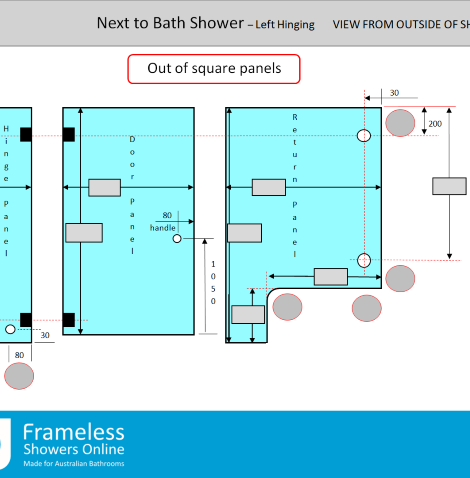 Next to Bath Shower – Left Hinging VIEW FROM OUTSIDE OF SH
Out of square panels
30
200
Hinge Panel
Door Panel
Return Panel
80
handle
1050
30
80
Frameless
Showers Online
Made for Australian Bathrooms